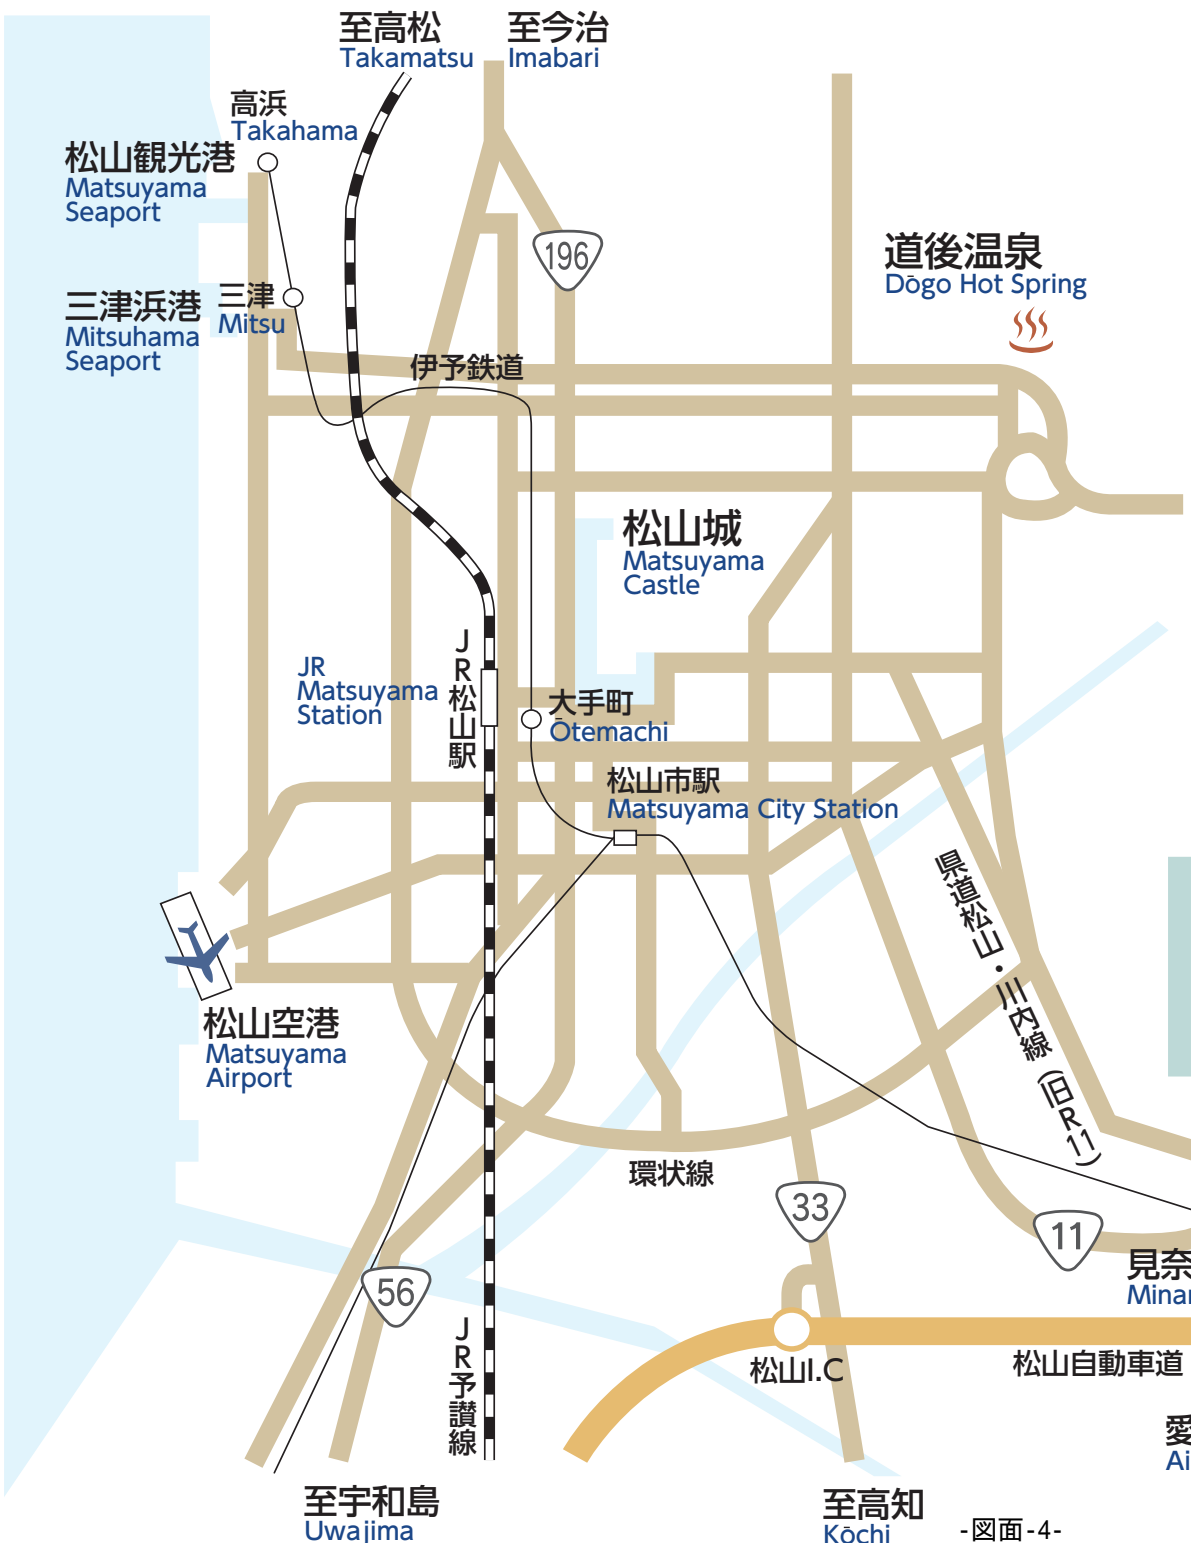 至高松
Takamatsu
至今治
Imabari
高浜
Takahama
松山観光港
Matsuyama
Seaport
196
道後温泉
Dōgo Hot Spring
三津浜港
Mitsuhama
Seaport
三津
Mitsu
伊予鉄道
松山城
Matsuyama
Castle
JR
Matsuyama
Station
JR松山駅
大手町
Ōtemachi
松山市駅
Matsuyama City Station
県道松山・川内線(旧R11)
松山空港
Matsuyama
Airport
環状線
33
11
56
見奈
Minar
JR予讃線
松山I.C
松山自動車道
愛
Ai
至宇和島
Uwajima
至高知
Kōchi
-図面-4-